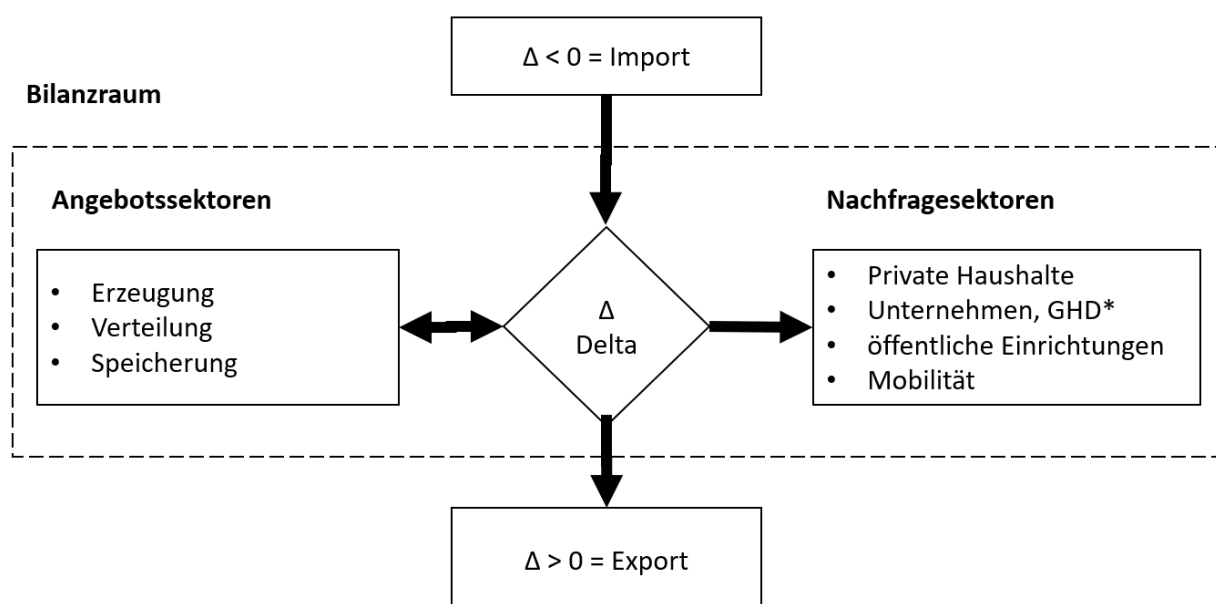 Δ < 0 = Import
Bilanzraum
Angebotssektoren
• Erzeugung
• Verteilung
• Speicherung
Δ
Delta
Nachfragesektoren
• Private Haushalte
• Unternehmen, GHD*
• öffentliche Einrichtungen
• Mobilität
Δ > 0 = Export